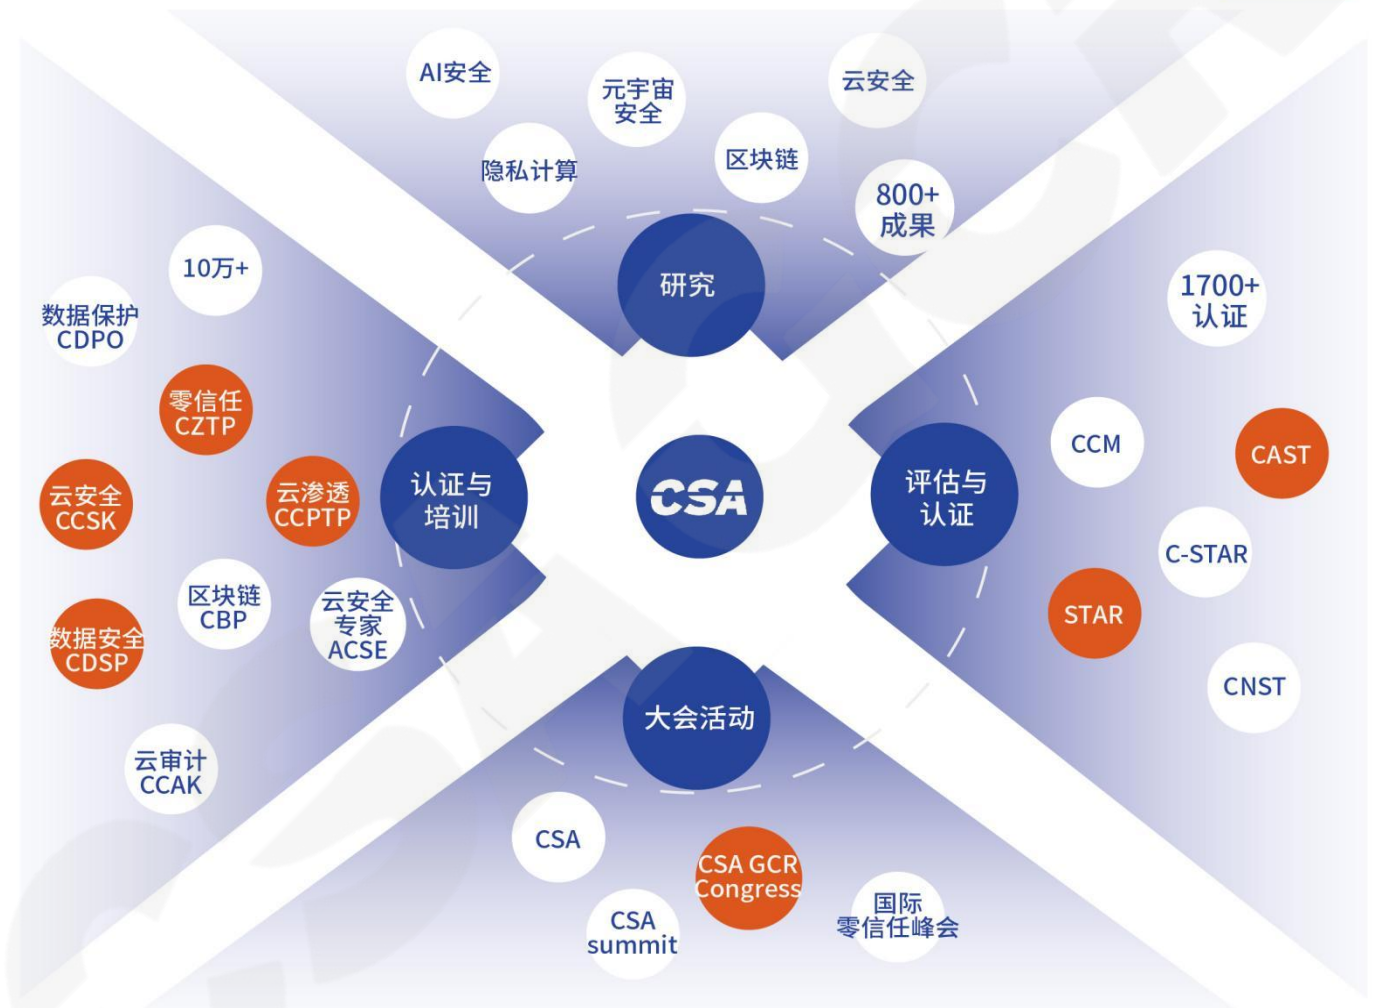 AI安全
元宇宙
安全
云安全
隐私计算
区块链
800+
成果
研究
10万+
数据保护
CDPO
零信任
CZTP
云安全
CCSK
云渗透
CCPTP
认证与
培训
区块链
CBP
云安全
专家
ACSE
数据安全
CDSP
云审计
CCAK
CSA
1700+
认证
CCM
CAST
评估与
认证
C-STAR
STAR
CNST
大会活动
CSA
CSA GCR
Congress
CSA
summit
国际
零信任峰会